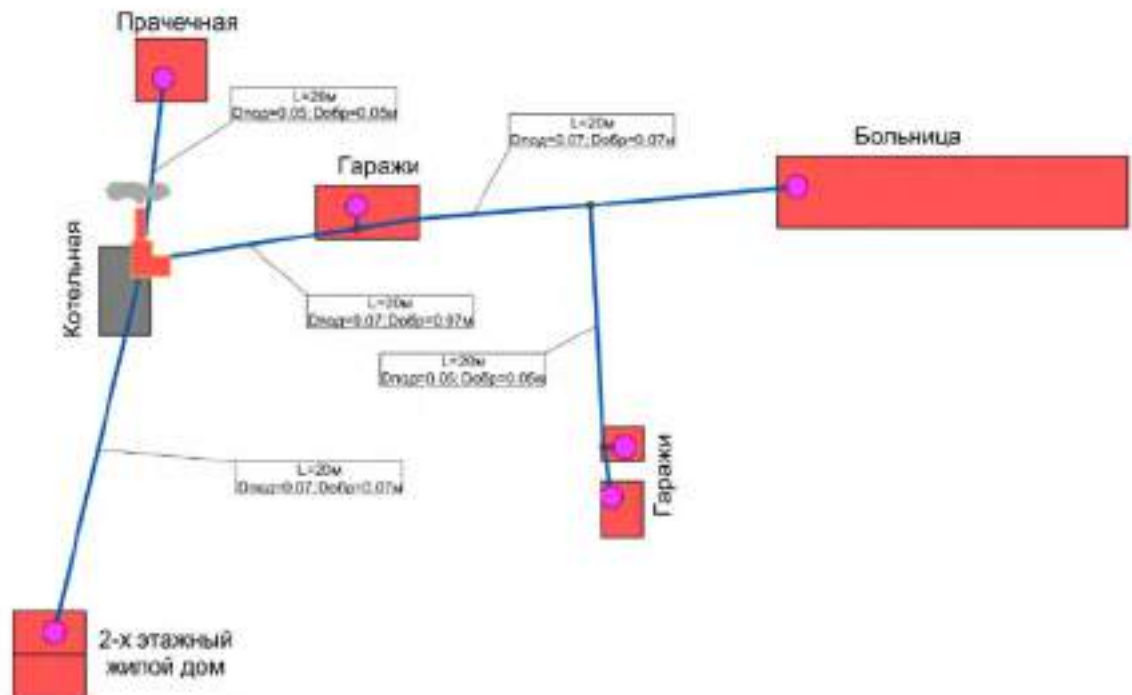 Прачечная
L=20м
Dпод=0.05; Dобр=0.05м
L=20м
Dпод=0.07; Dобр=0.07м
Больница
Гаражи
Котельная
L=20м
Dпод=0.07; Dобр=0.07м
L=20м
Dпод=0.05; Dобр=0.05м
Гаражи
L=20м
Dпод=0.07; Dобр=0.07м
2-х этажный
жилой дом